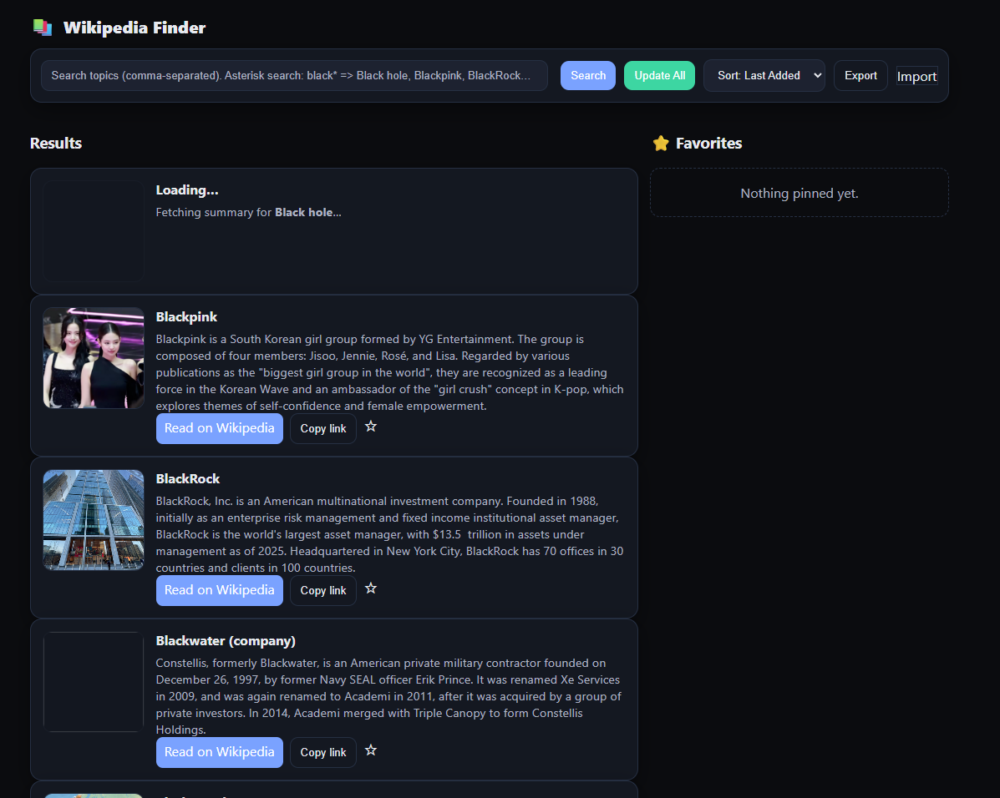 Wikipedia Finder
Search topics (comma-separated). Asterisk search: black* => Black hole, Blackpink, BlackRock...
Search
Update All
Sort: Last Added
Export
Import
Results
⭐ Favorites
Loading...
Fetching summary for Black hole...
Nothing pinned yet.
Blackpink
Blackpink is a South Korean girl group formed by YG Entertainment. The group is
composed of four members: Jisoo, Jennie, Rosé, and Lisa. Regarded by various
publications as the "biggest girl group in the world", they are recognized as a leading
force in the Korean Wave and an ambassador of the "girl crush" concept in K-pop, which
explores themes of self-confidence and female empowerment.
Read on Wikipedia
Copy link
☆
BlackRock
BlackRock, Inc. is an American multinational investment company. Founded in 1988,
initially as an enterprise risk management and fixed income institutional asset manager,
BlackRock is the world's largest asset manager, with $13.5 trillion in assets under
management as of 2025. Headquartered in New York City, BlackRock has 70 offices in 30
countries and clients in 100 countries.
Read on Wikipedia
Copy link
☆
Blackwater (company)
Constellis, formerly Blackwater, is an American private military contractor founded on
December 26, 1997, by former Navy SEAL officer Erik Prince. It was renamed Xe Services
in 2009, and was again renamed to Academi in 2011, after it was acquired by a group of
private investors. In 2014, Academi merged with Triple Canopy to form Constellis
Holdings.
Read on Wikipedia
Copy link
☆